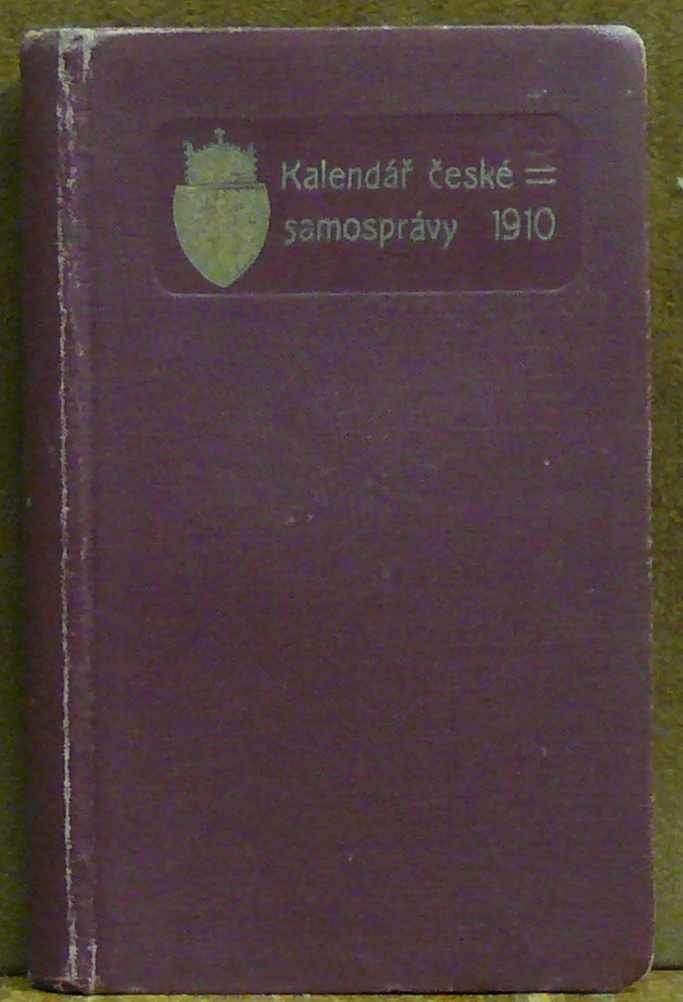 Kalendář české =
samosprávy 1910